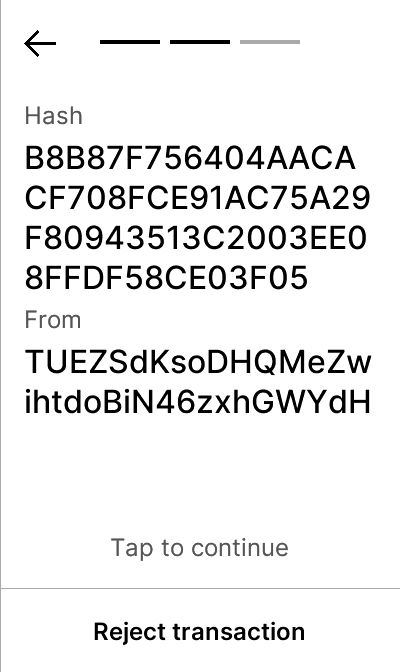 Hash
B8B87F756404AACA
CF708FCE91AC75A29
F80943513C2003EE0
8FFDF58CE03F05
From
TUEZSdKsoDHQMeZw
ihtdoBiN46zxhGWYdH
Tap to continue
Reject transaction